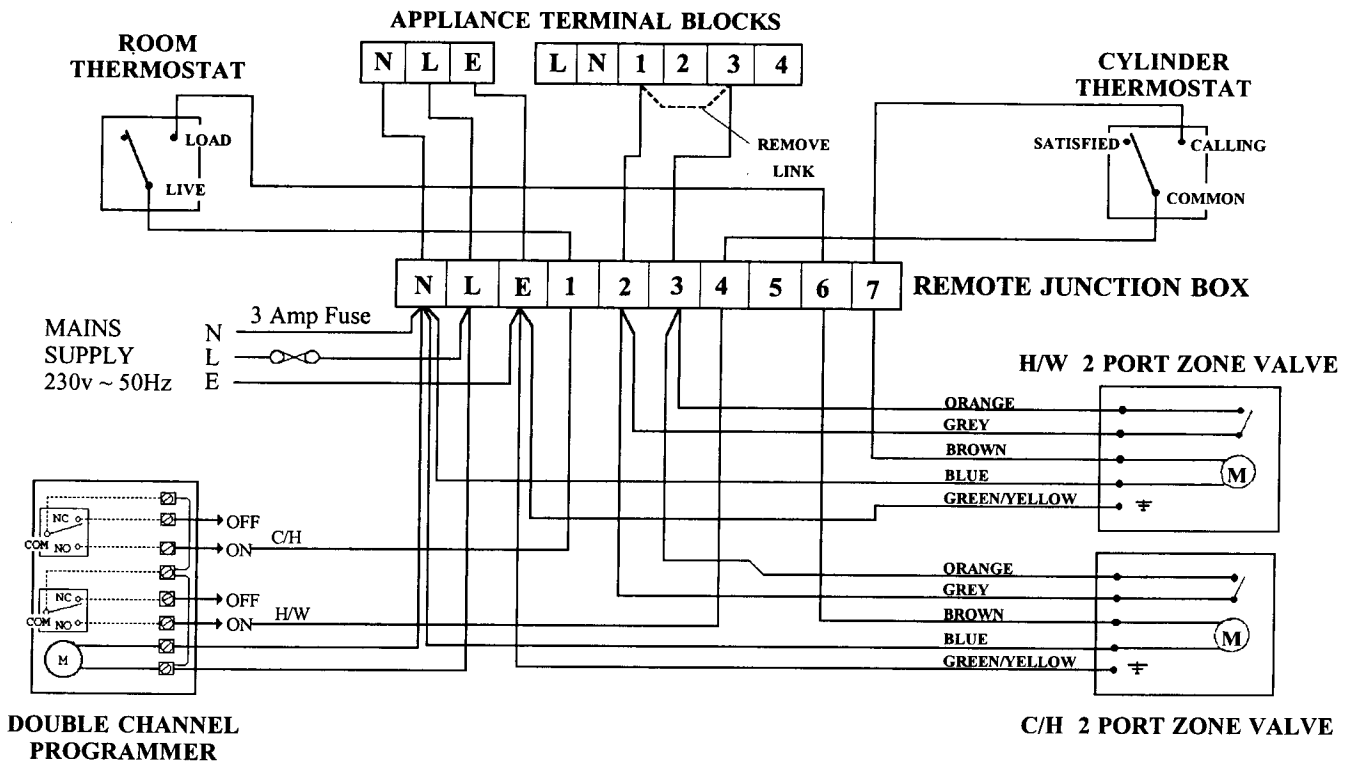 APPLIANCE TERMINAL BLOCKS
ROOM
THERMOSTAT
N L E
L N 1 2 3 4
CYLINDER
THERMOSTAT
LOAD
LIVE
REMOVE
LINK
SATISFIED
CALLING
COMMON
N L E 1 2 3 4 5 6 7
REMOTE JUNCTION BOX
MAINS
SUPPLY
230v ~ 50Hz
N
L
E
3 Amp Fuse
H/W 2 PORT ZONE VALVE
ORANGE
GREY
BROWN
BLUE
GREEN/YELLOW
M
NC
COM
NO
OFF
ON
C/H
NC
COM
NO
OFF
ON
H/W
M
ORANGE
GREY
BROWN
BLUE
GREEN/YELLOW
M
DOUBLE CHANNEL
PROGRAMMER
C/H 2 PORT ZONE VALVE